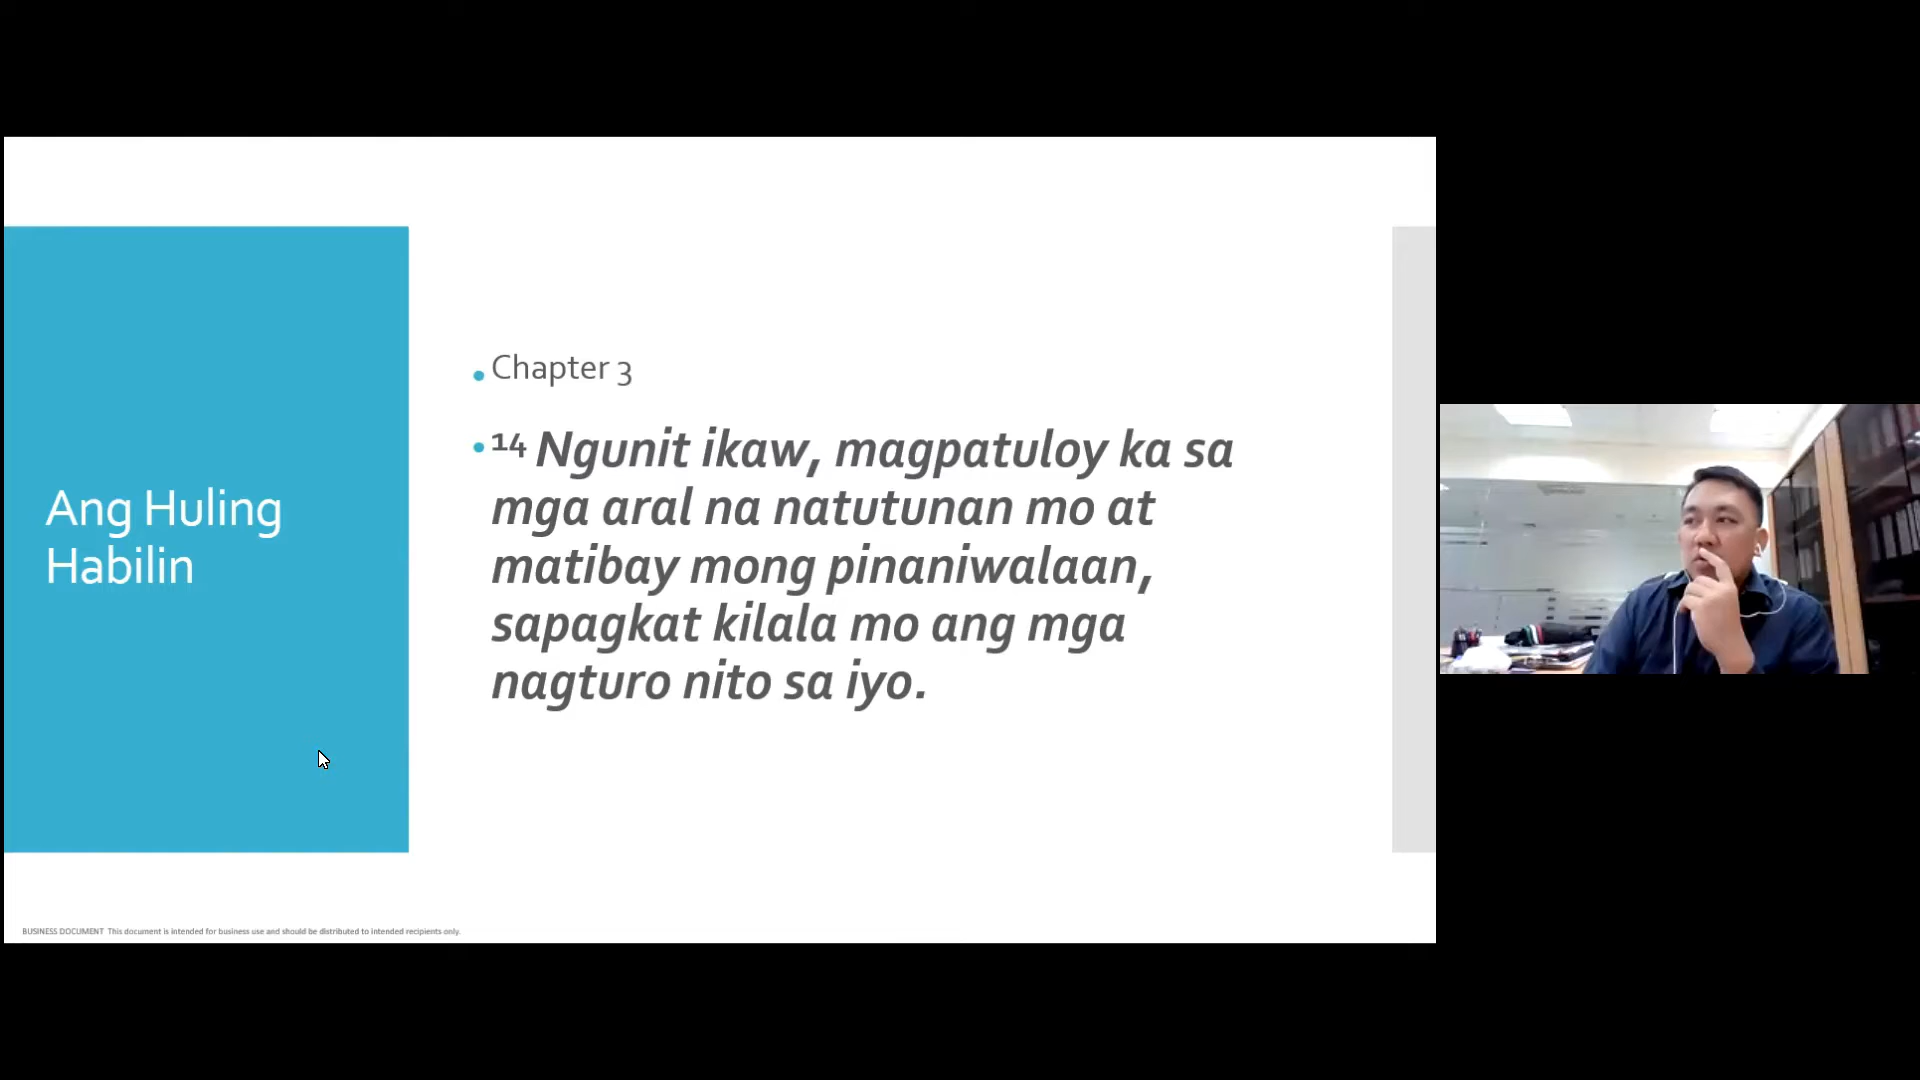 Ang Huling
Habilin
• Chapter 3
• 14 Ngunit ikaw, magpatuloy ka sa
mga aral na natutunan mo at
matibay mong pinaniwalaan,
sapagkat kilala mo ang mga
nagturo nito sa iyo.
BUSINESS DOCUMENT This document is intended for business use and should be distributed to intended recipients only.